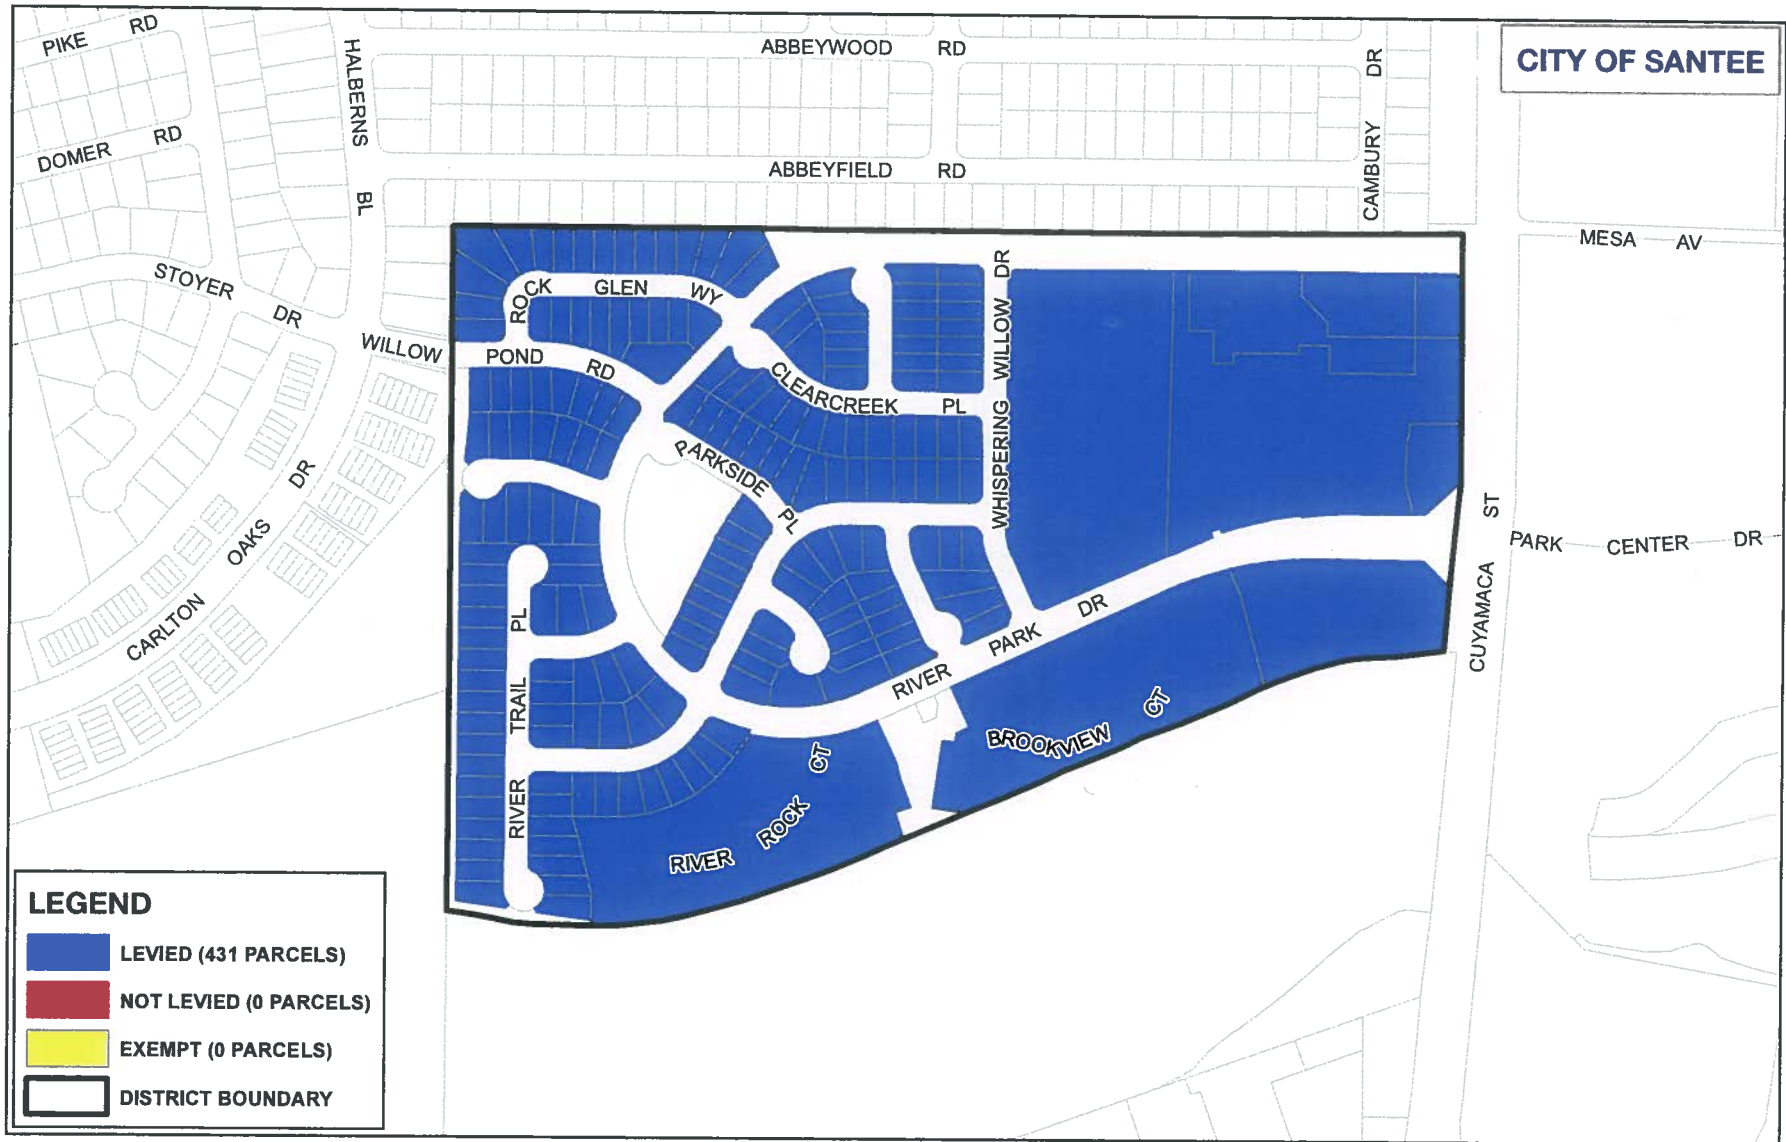 CITY OF SANTEE
PIKE RD
HALBERNS BL
ABBEYWOOD RD
CAMBURY DR
DOMER RD
ABBEYFIELD RD
MESA AV
STOYER DR
ROCK GLEN WY
WILLOW POND RD
WHISPERING WILLOW DR
CLEARCREEK PL
PARKSIDE PL
CARLTON OAKS DR
CUYAMACA ST
PARK CENTER DR
RIVER TRAIL PL
RIVER PARK DR
BROOKVIEW CT
RIVER ROCK CT
LEGEND
LEVIED (431 PARCELS)
NOT LEVIED (0 PARCELS)
EXEMPT (0 PARCELS)
DISTRICT BOUNDARY